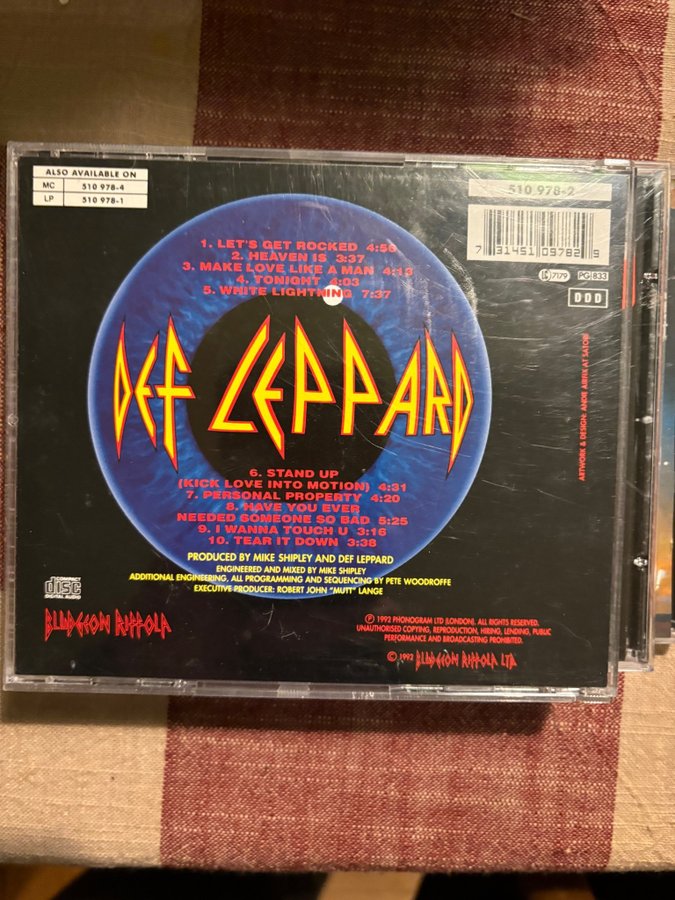 ALSO AVAILABLE ON
MC 510 978-4
LP 510 978-1
510 978-2
7 31451 09782 9
7179 PG 833
DDD
1. LET'S GET ROCKED 4:56
2. HEAVEN IS 3:37
3. MAKE LOVE LIKE A MAN 4:13
4. TONIGHT 4:03
5. WHITE LIGHTNING 7:37
DEF LEPPARD
6. STAND UP
(KICK LOVE INTO MOTION) 4:31
7. PERSONAL PROPERTY 4:20
8. HAVE YOU EVER
NEEDED SOMEONE SO BAD 5:25
9. I WANNA TOUCH U 3:16
10. TEAR IT DOWN 3:38
PRODUCED BY MIKE SHIPLEY AND DEF LEPPARD
ENGINEERED AND MIXED BY MIKE SHIPLEY
ADDITIONAL ENGINEERING, ALL PROGRAMMING AND SEQUENCING BY PETE WOODROFFE
EXECUTIVE PRODUCER: ROBERT JOHN "MUTT" LANGE
ARTWORK & DESIGN: ANDIE AIRFIX AT SATORI
COMPACT
disc
DIGITAL AUDIO
BLUDGEON RIFFOLA
℗ 1992 PHONOGRAM LTD (LONDON). ALL RIGHTS RESERVED.
UNAUTHORISED COPYING, REPRODUCTION, HIRING, LENDING, PUBLIC
PERFORMANCE AND BROADCASTING PROHIBITED.
© 1992 BLUDGEON RIFFOLA LTD.